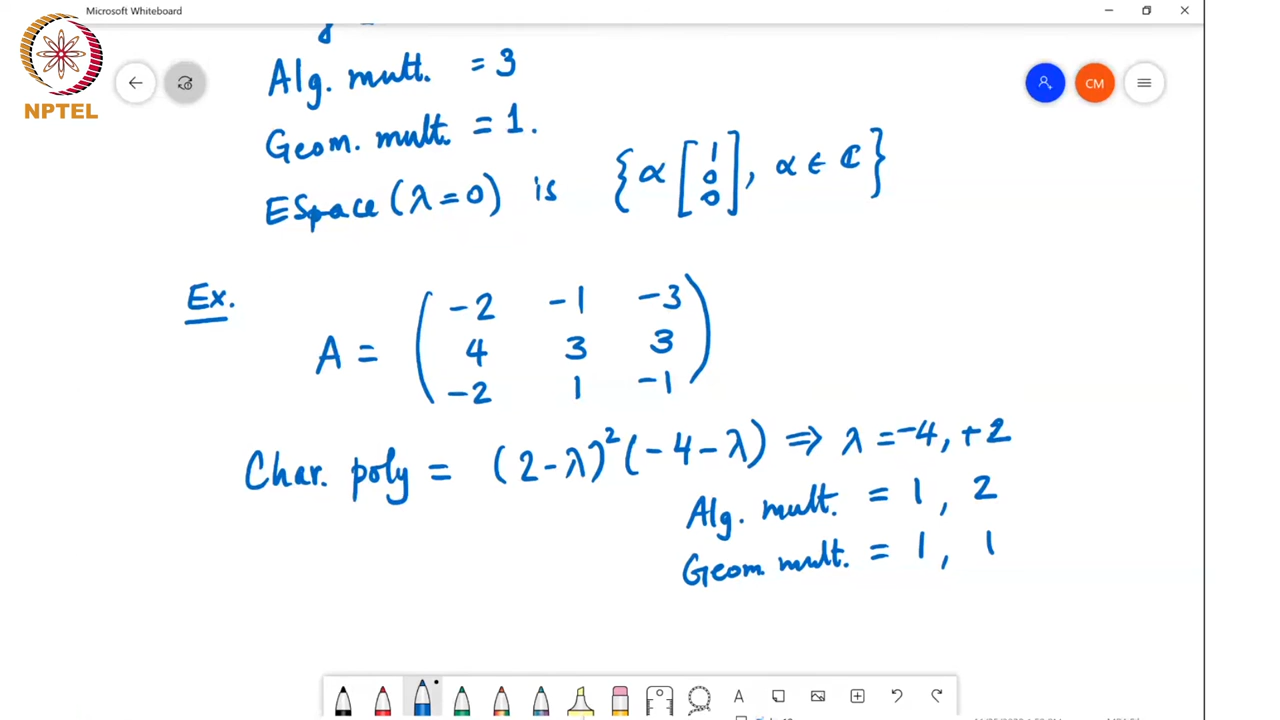 Microsoft Whiteboard
NPTEL
CM
Alg. mult. = 3
Geom. mult. = 1.
ESpace (λ = 0) is { α [ 1 0 0 ], α ∈ ℂ }
Ex.
A = ( -2 -1 -3
4 3 3
-2 1 -1 )
Char. poly = (2-λ)² (-4-λ) ⇒ λ = -4, +2
Alg. mult. = 1, 2
Geom. mult. = 1, 1
A